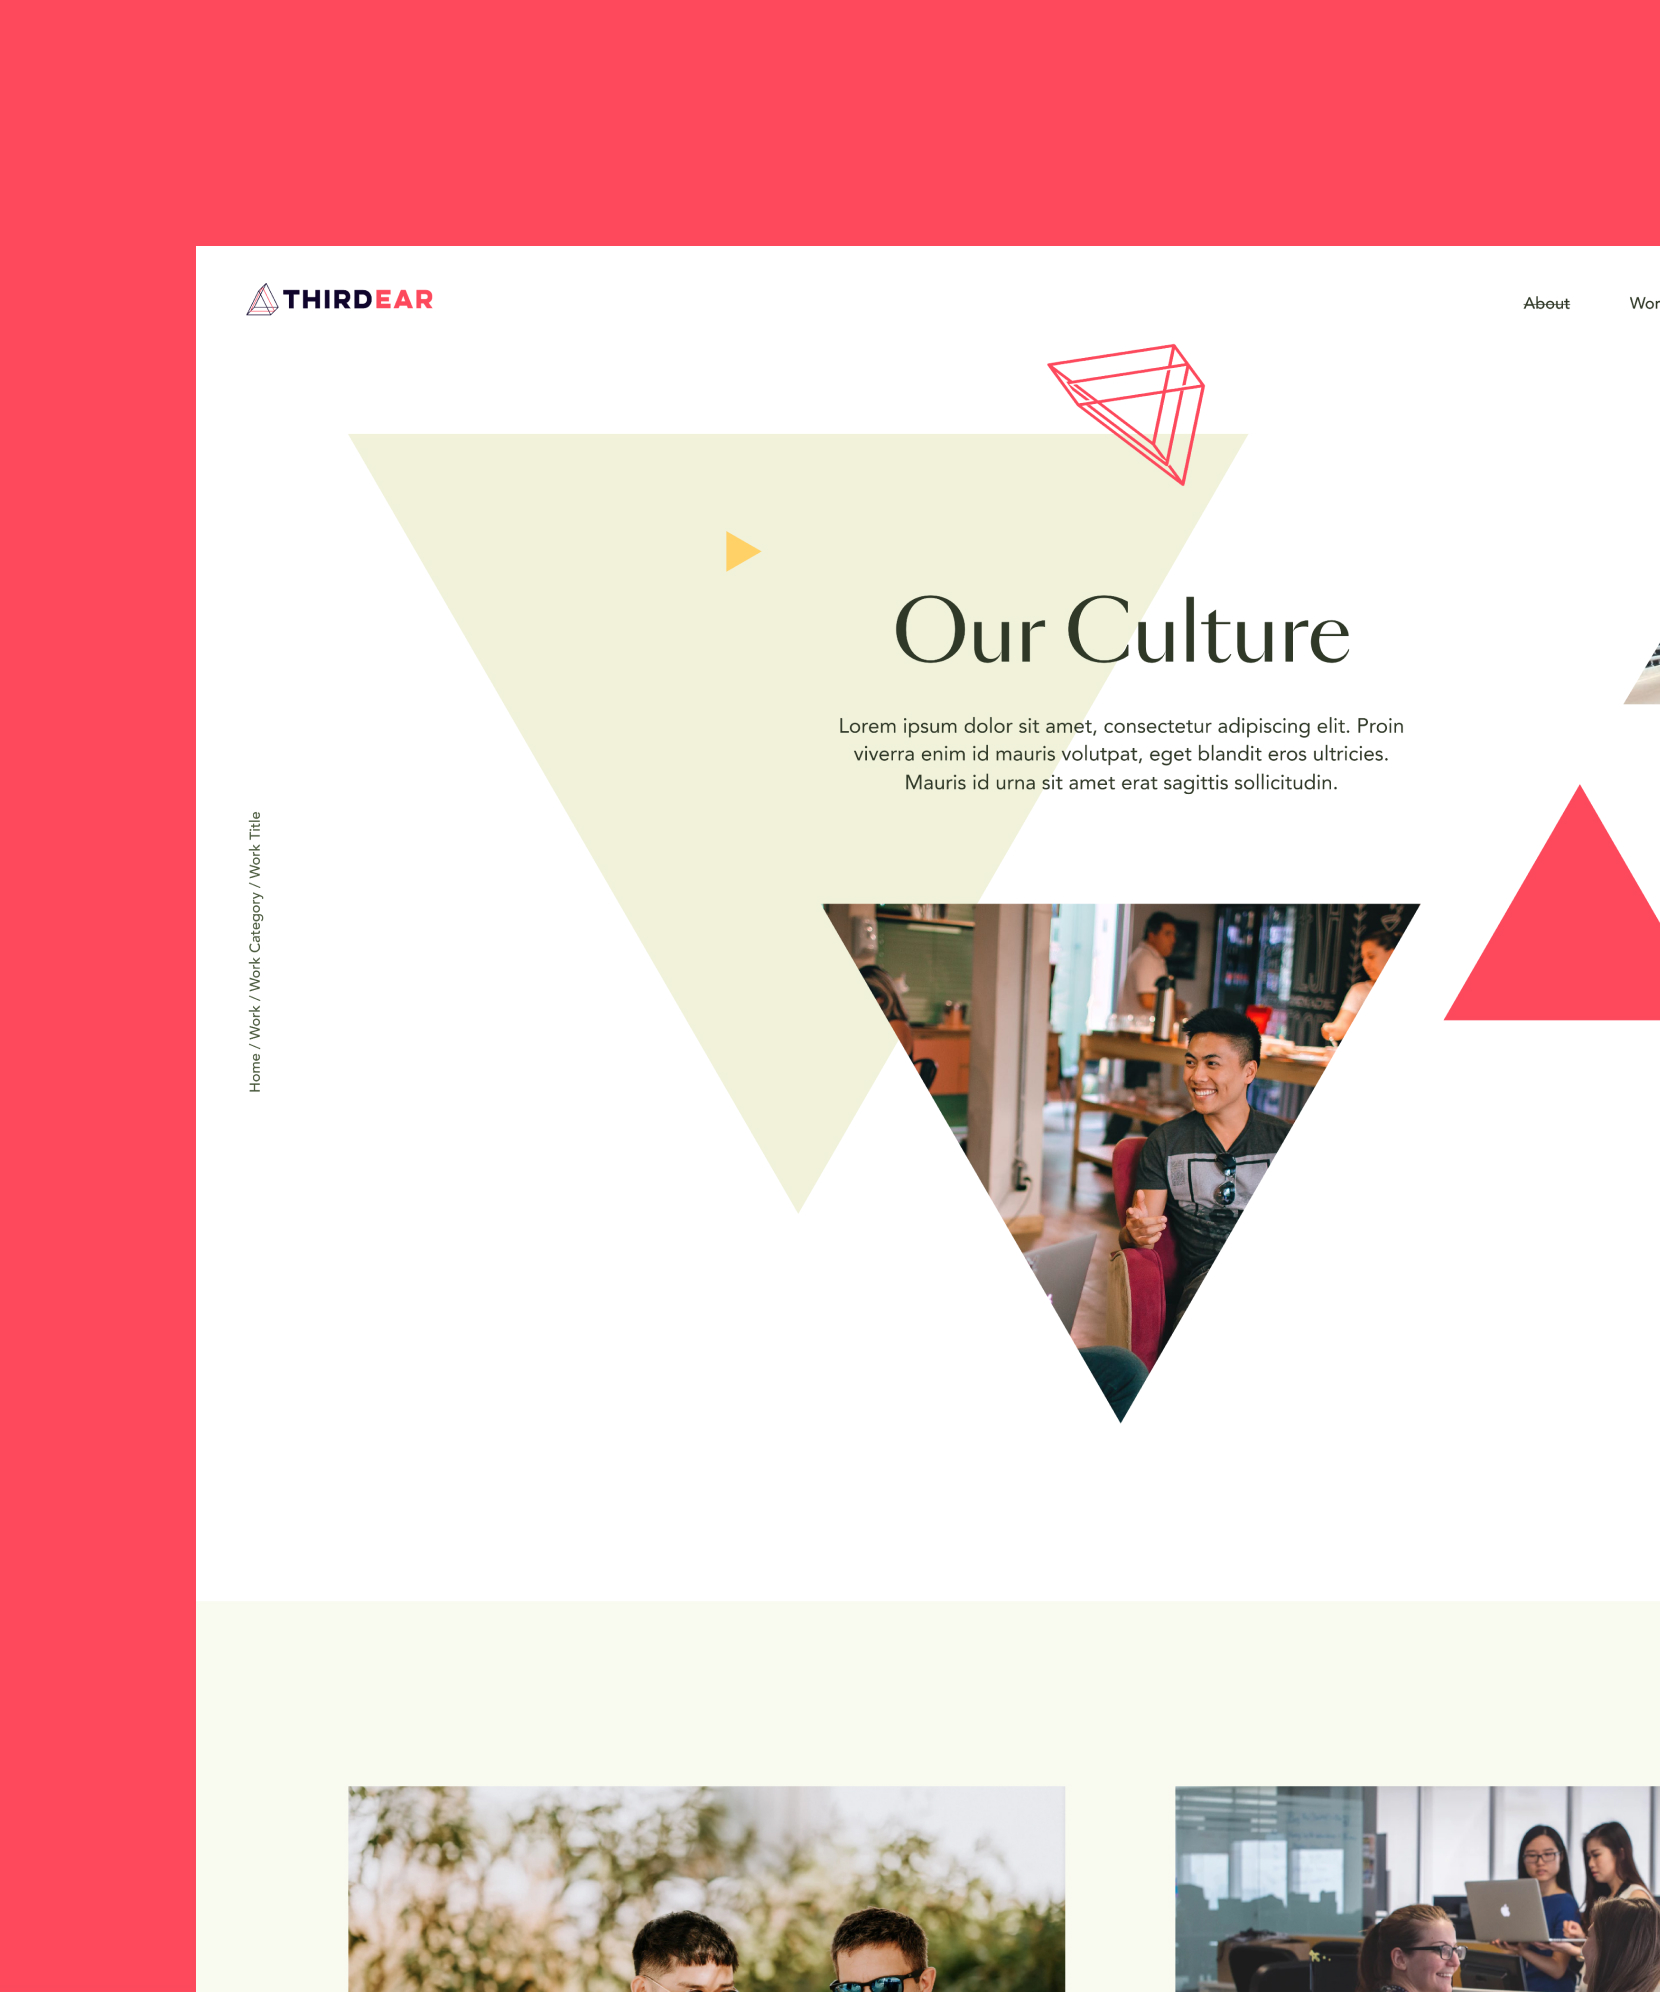 THIRDEAR
About
Wor
Our Culture
Lorem ipsum dolor sit amet, consectetur adipiscing elit. Proin
viverra enim id mauris volutpat, eget blandit eros ultricies.
Mauris id urna sit amet erat sagittis sollicitudin.
Home / Work / Work Category / Work Title